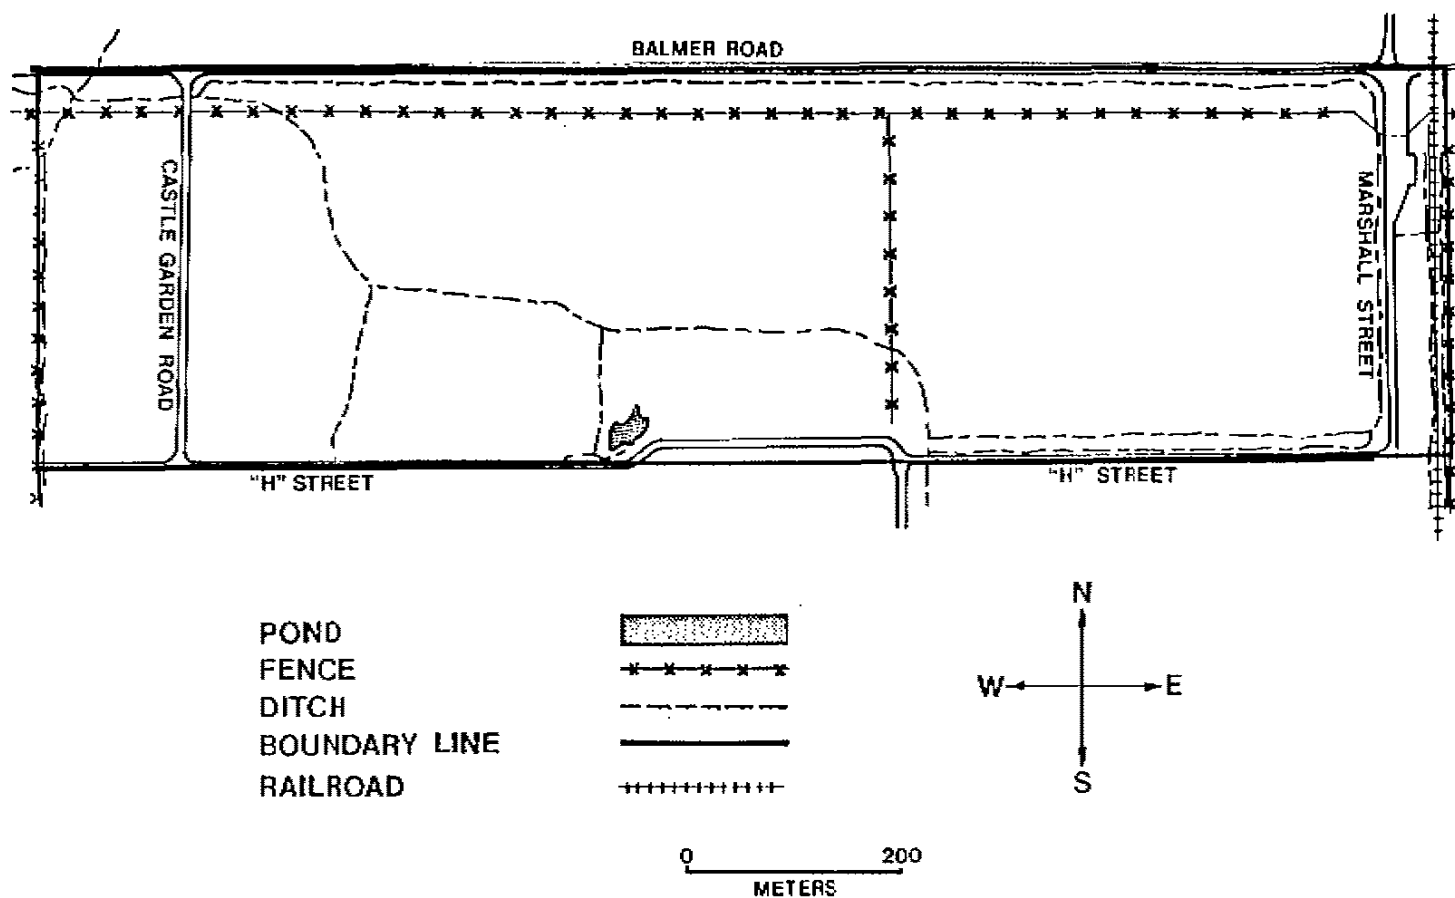 BALMER ROAD
CASTLE GARDEN ROAD
MARSHALL STREET
"H" STREET
"H" STREET
POND
FENCE
DITCH
BOUNDARY LINE
RAILROAD
N
W
E
S
0 200
METERS